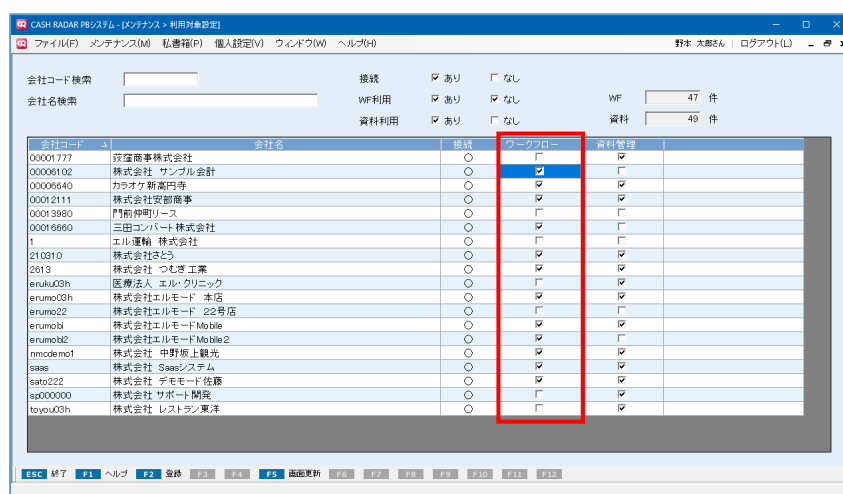 CASH RADAR PBシステム - [メンテナンス > 利用対象設定]
ファイル(F) メンテナンス(M) 私書箱(P) 個人設定(V) ウィンドウ(W) ヘルプ(H) 野本 太郎さん ログアウト(L)
会社コード検索 接続 あり なし
会社名検索 WF利用 あり なし WF 47 件
資料利用 あり なし 資料 49 件
会社コード 会社名 接続 ワークフロー 資料管理
00001777 荻窪商事株式会社 ○
00006102 株式会社 サンプル会計 ○
00006640 カラオケ新高円寺 ○
00012111 株式会社安部商事 ○
00013980 門前仲町リース ○
00016660 三田コンバート株式会社 ○
1 エル運輸 株式会社 ○
210310 株式会社さとう ○
2613 株式会社 つむぎ工業 ○
eruku03h 医療法人 エル・クリニック ○
erumo03h 株式会社エルモード 本店 ○
erumo22 株式会社エルモード 22号店 ○
erumobi 株式会社エルモードMobile ○
erumobi2 株式会社エルモードMobile2 ○
nmcdemo1 株式会社 中野坂上観光 ○
saas 株式会社 Saasシステム ○
sato222 株式会社 デモモード佐藤 ○
sp000000 株式会社 サポート開発 ○
toyou03h 株式会社 レストラン東洋 ○
ESC 終了 F1 ヘルプ F2 登録 F3 F4 F5 画面更新 F6 F7 F8 F9 F10 F11 F12